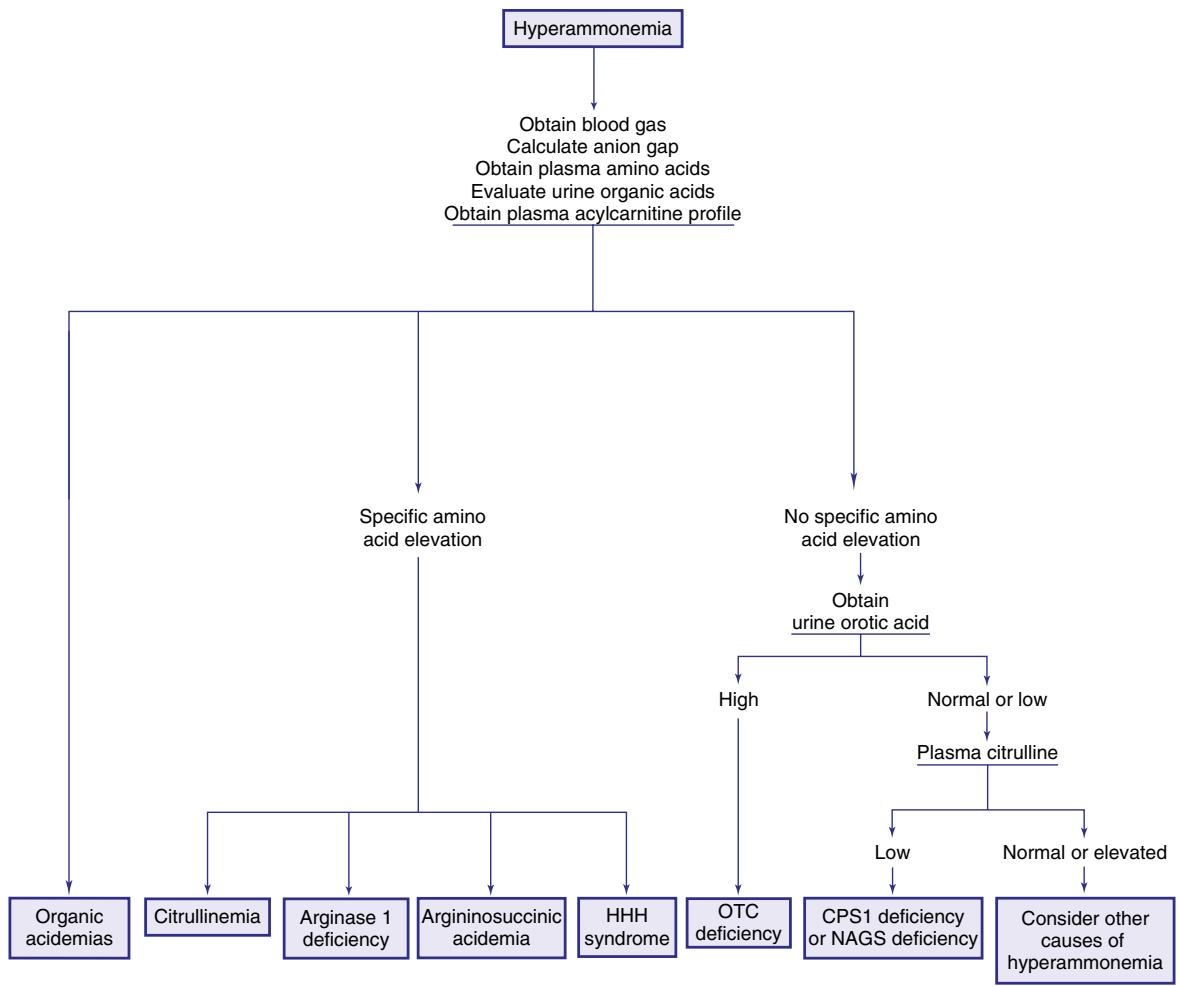 Hyperammonemia
Obtain blood gas
Calculate anion gap
Obtain plasma amino acids
Evaluate urine organic acids
Obtain plasma acylcarnitine profile
Specific amino
acid elevation
No specific amino
acid elevation
Obtain
urine orotic acid
High
Normal or low
Plasma citrulline
Low
Normal or elevated
Organic
acidemias
Citrullinemia
Arginase 1
deficiency
Argininosuccinic
acidemia
HHH
syndrome
OTC
deficiency
CPS1 deficiency
or NAGS deficiency
Consider other
causes of
hyperammonemia